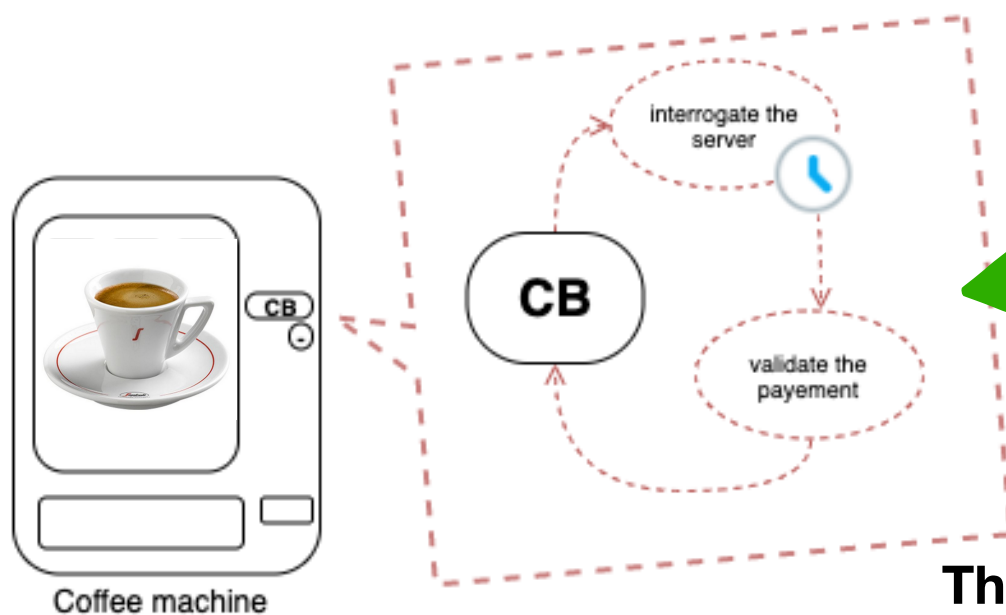 interrogate the
server
CB
CB
-
validate the
payement
Coffee machine
Th